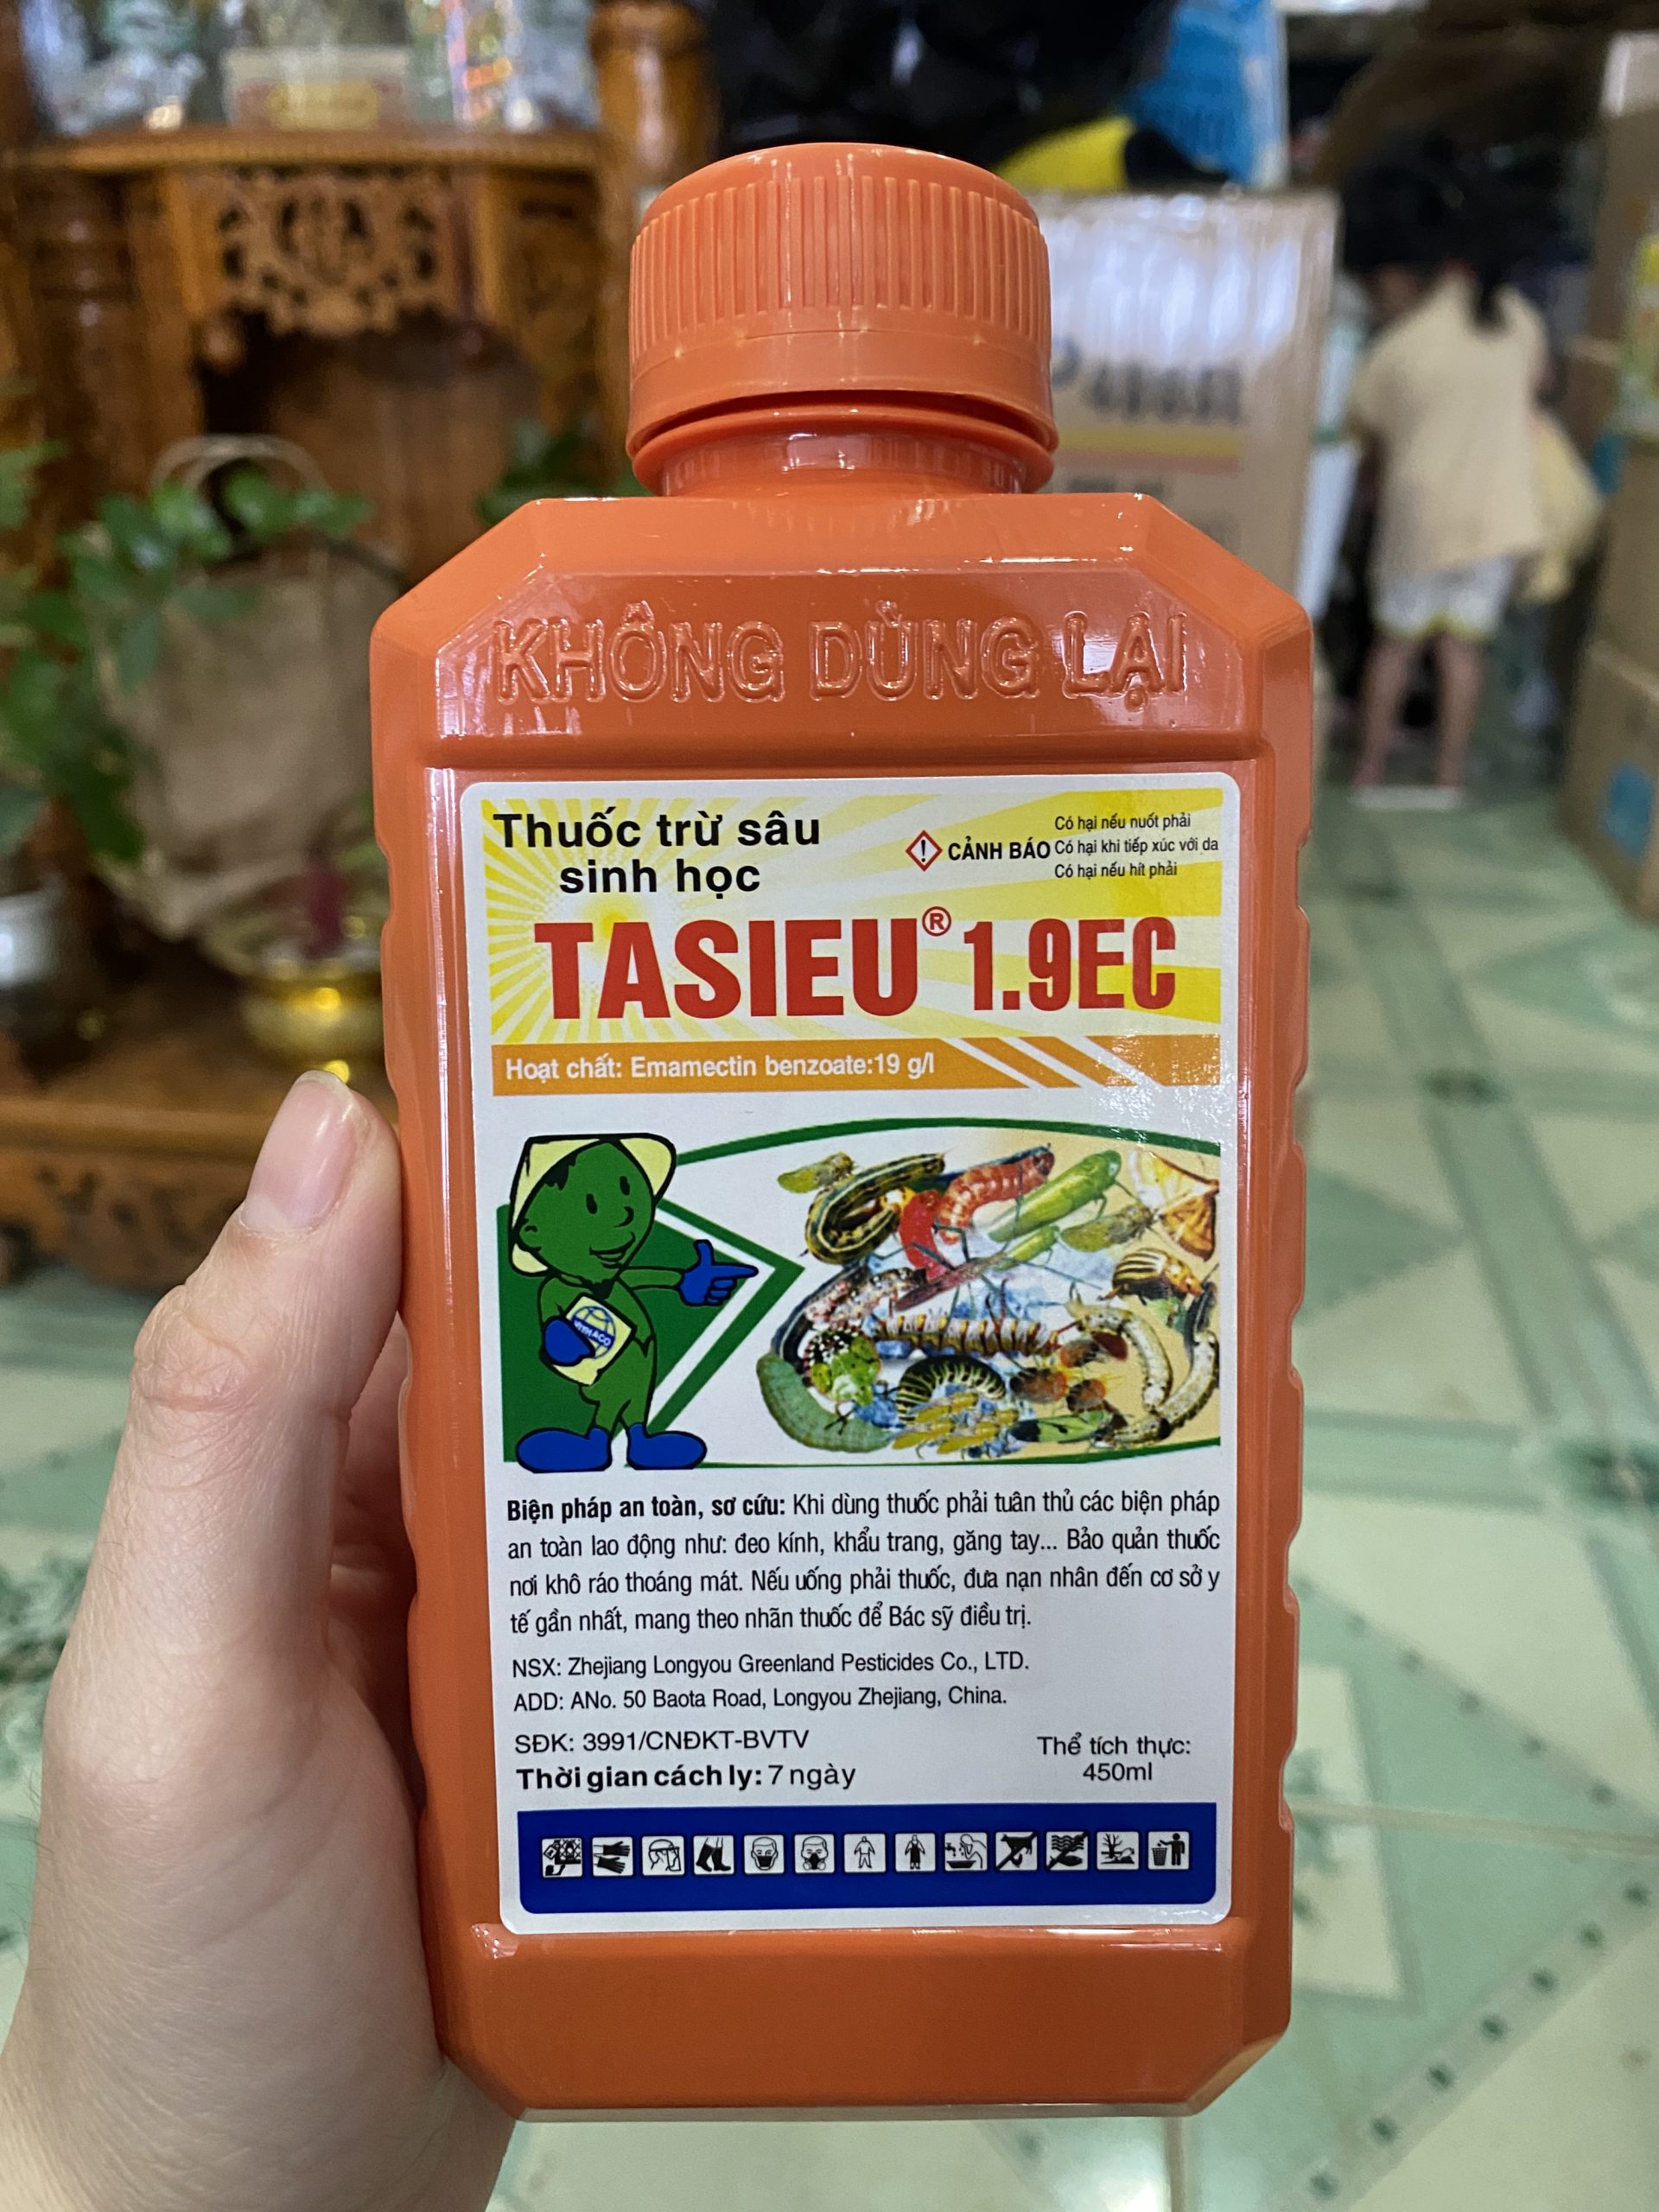 KHÔNG DÙNG LẠI
Thuốc trừ sâu
sinh học
CẢNH BÁO
Có hại nếu nuốt phải
Có hại khi tiếp xúc với da
Có hại nếu hít phải
TASIEU® 1.9EC
Hoạt chất: Emamectin benzoate:19 g/l
VITHACO
Biện pháp an toàn, sơ cứu: Khi dùng thuốc phải tuân thủ các biện pháp
an toàn lao động như: đeo kính, khẩu trang, găng tay... Bảo quản thuốc
nơi khô ráo thoáng mát. Nếu uống phải thuốc, đưa nạn nhân đến cơ sở y
tế gần nhất, mang theo nhãn thuốc để Bác sỹ điều trị.
NSX: Zhejiang Longyou Greenland Pesticides Co., LTD.
ADD: ANo. 50 Baota Road, Longyou Zhejiang, China.
SĐK: 3991/CNĐKT-BVTV
Thời gian cách ly: 7 ngày
Thể tích thực:
450ml